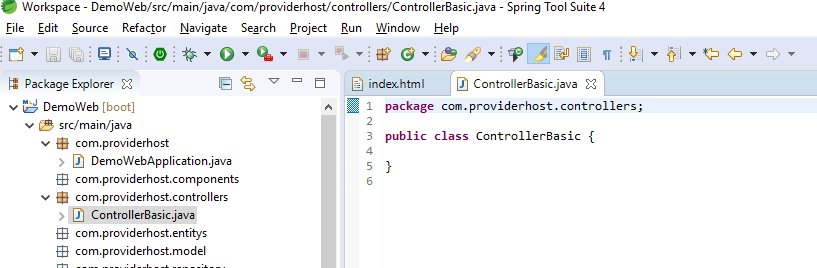 Workspace - DemoWeb/src/main/java/com/providerhost/controllers/ControllerBasic.java - Spring Tool Suite 4
File Edit Source Refactor Navigate Search Project Run Window Help
Package Explorer
index.html
ControllerBasic.java
DemoWeb [boot]
src/main/java
com.providerhost
DemoWebApplication.java
com.providerhost.components
com.providerhost.controllers
ControllerBasic.java
com.providerhost.entitys
com.providerhost.model
com.providerhost.repository
1 package com.providerhost.controllers;
2
3 public class ControllerBasic {
4
5 }
6